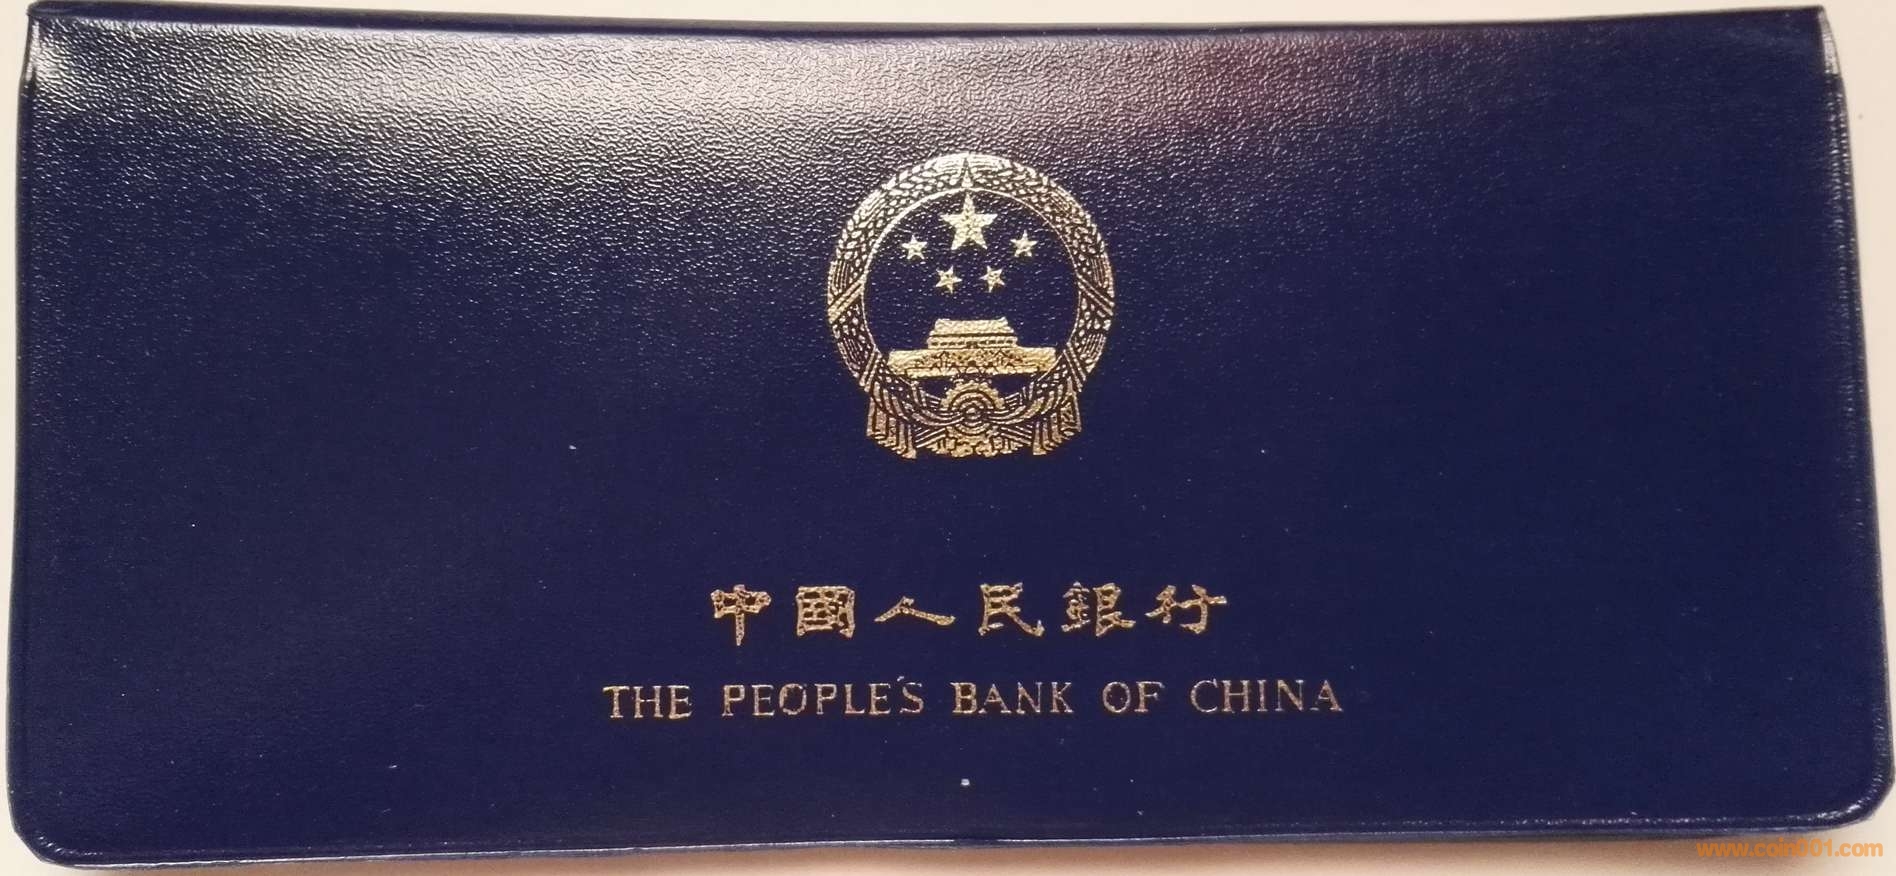 中國人民銀行
THE PEOPLE'S BANK OF CHINA
www.coin001.com